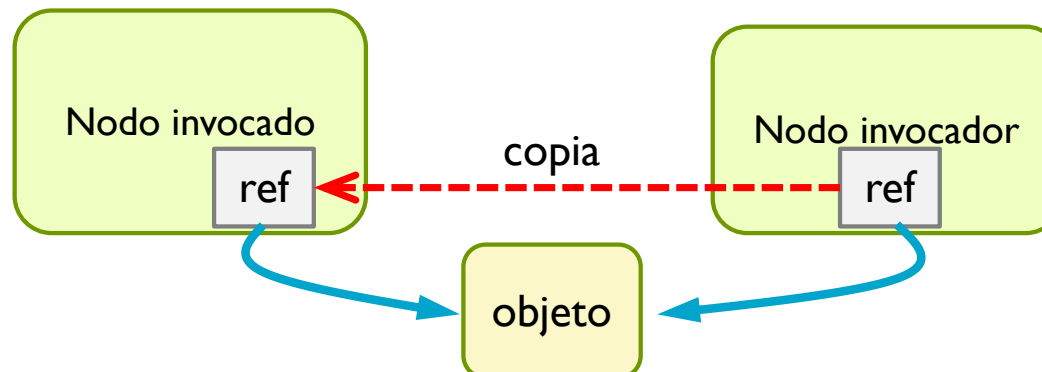 Nodo invocado
ref
copia
Nodo invocador
ref
objeto